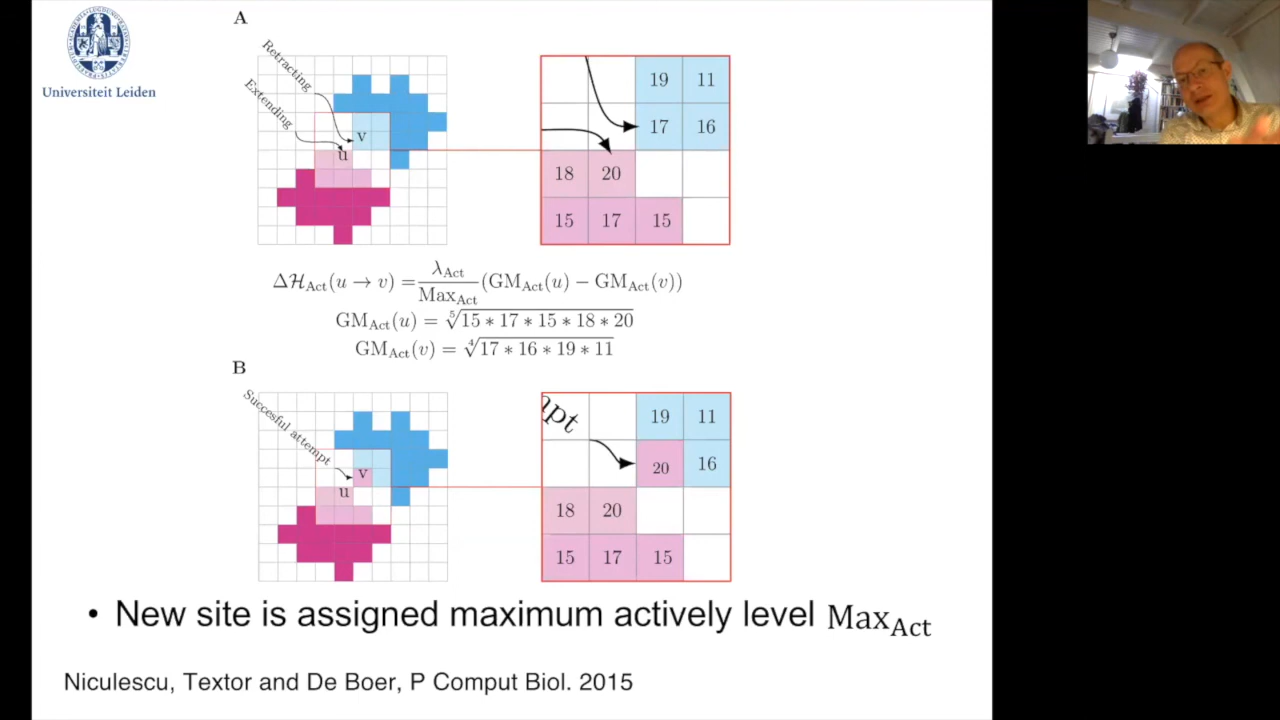 A
Universiteit Leiden
Retracting
Extending
v
u
19 11
17 16
18 20
15 17 15
ΔH_Act(u → v) = λ_Act / Max_Act (GM_Act(u) − GM_Act(v))
GM_Act(u) = ⁵√15 * 17 * 15 * 18 * 20
GM_Act(v) = ⁴√17 * 16 * 19 * 11
B
Succesful attempt
v
u
mpt
19 11
20 16
18 20
15 17 15
• New site is assigned maximum actively level Max_Act
Niculescu, Textor and De Boer, P Comput Biol. 2015